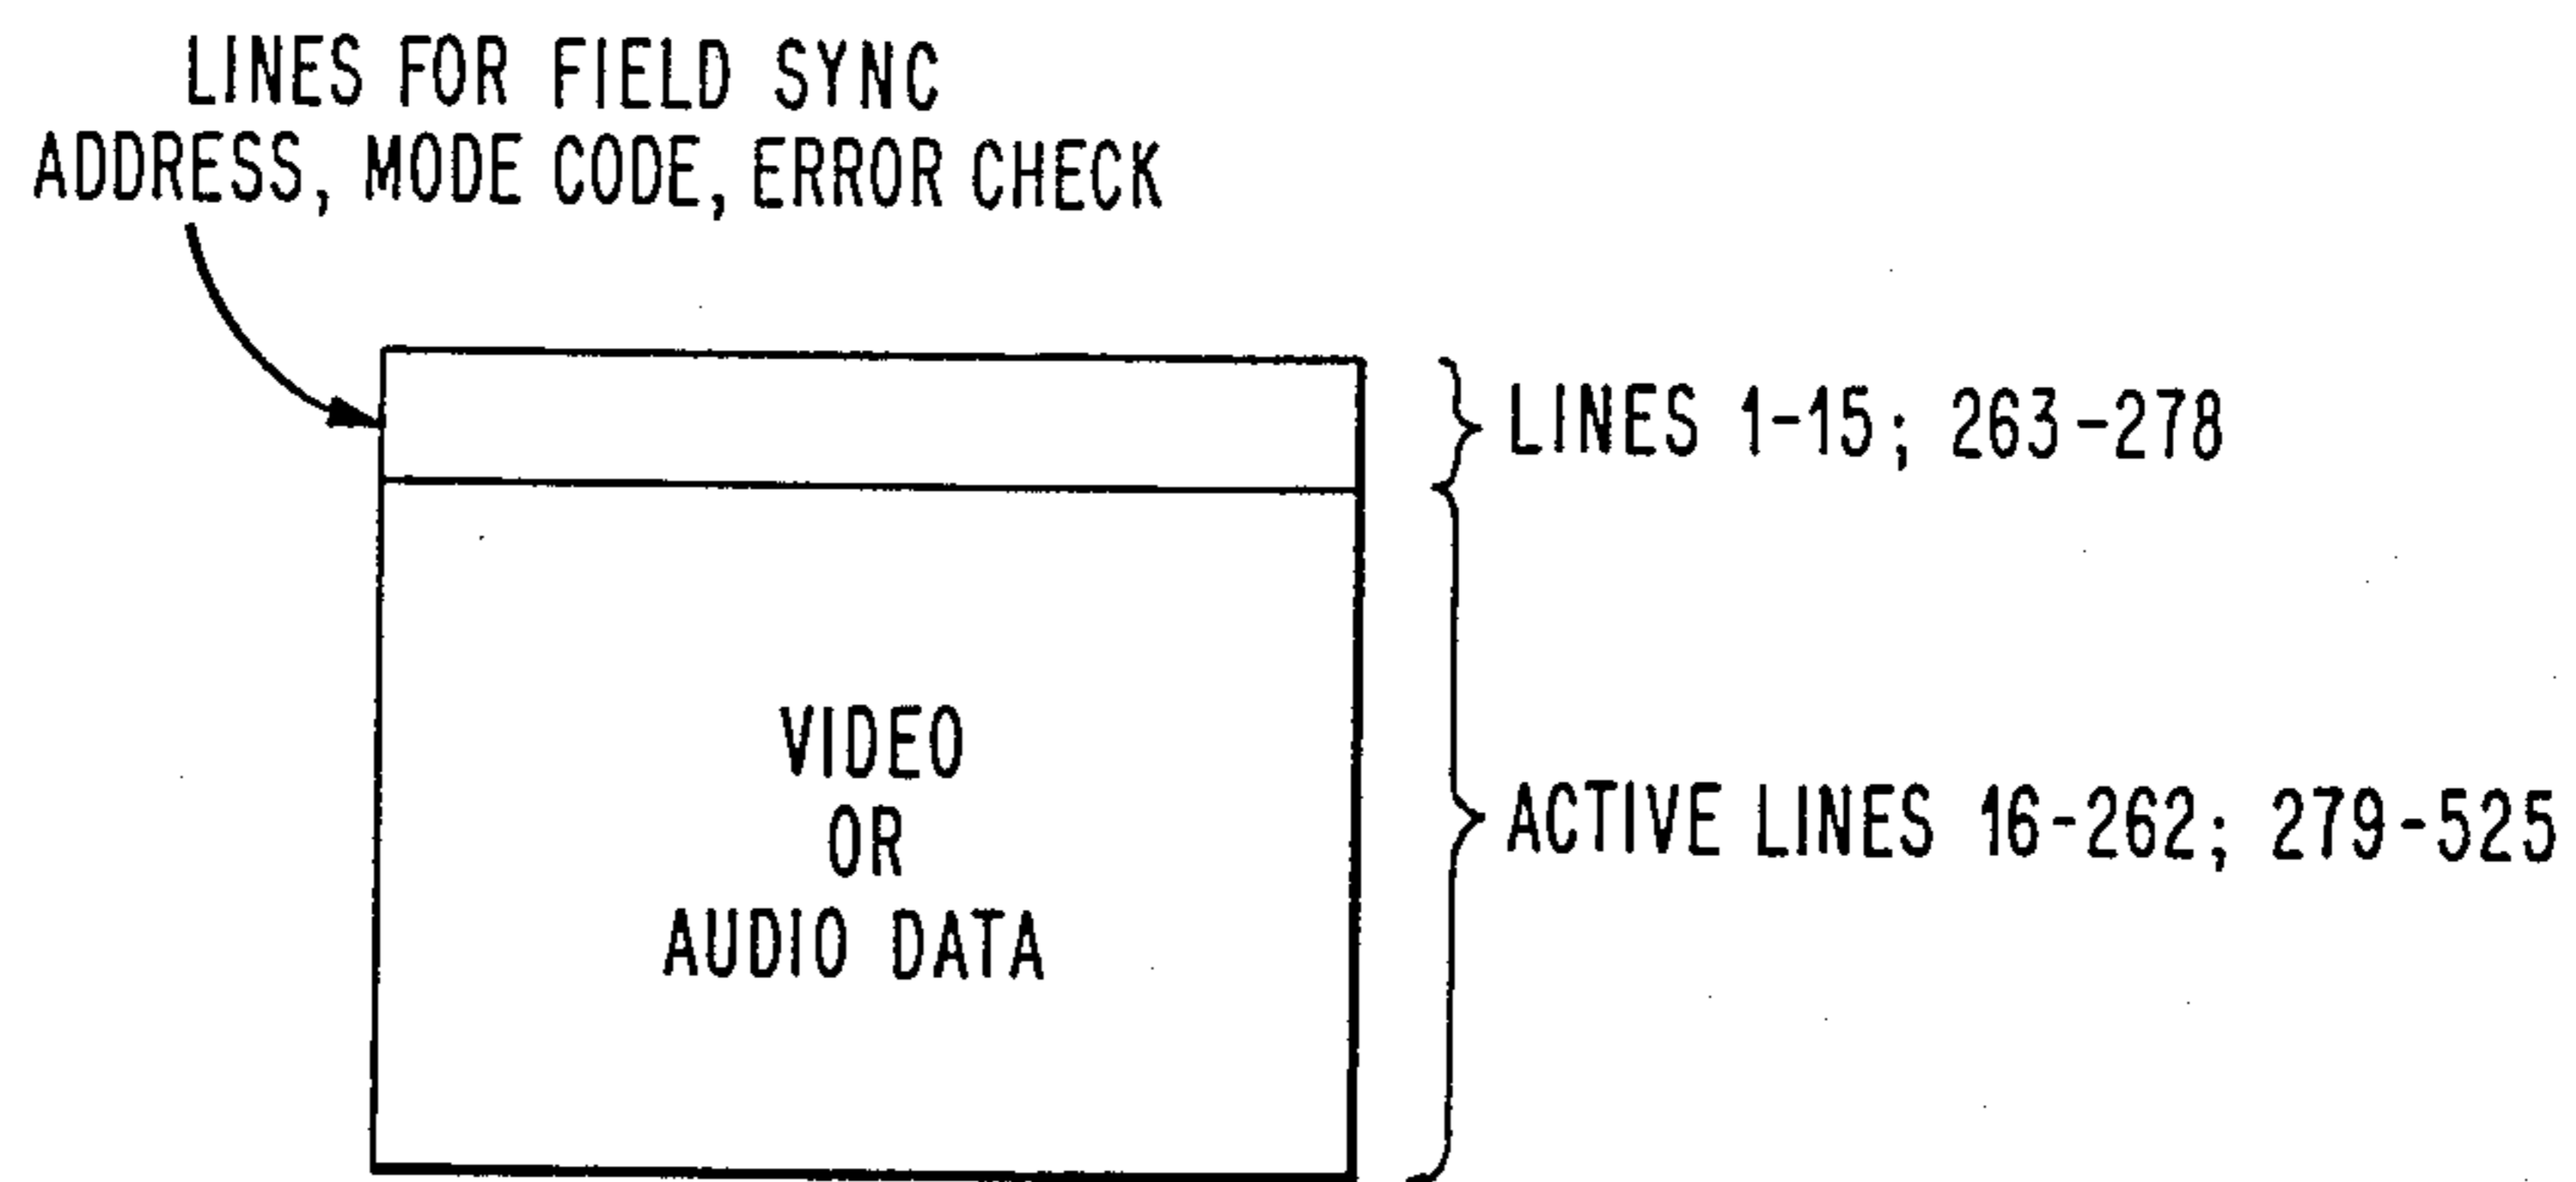 LINES FOR FIELD SYNC
ADDRESS, MODE CODE, ERROR CHECK
LINES 1-15; 263-278
VIDEO
OR
AUDIO DATA
ACTIVE LINES 16-262; 279-525